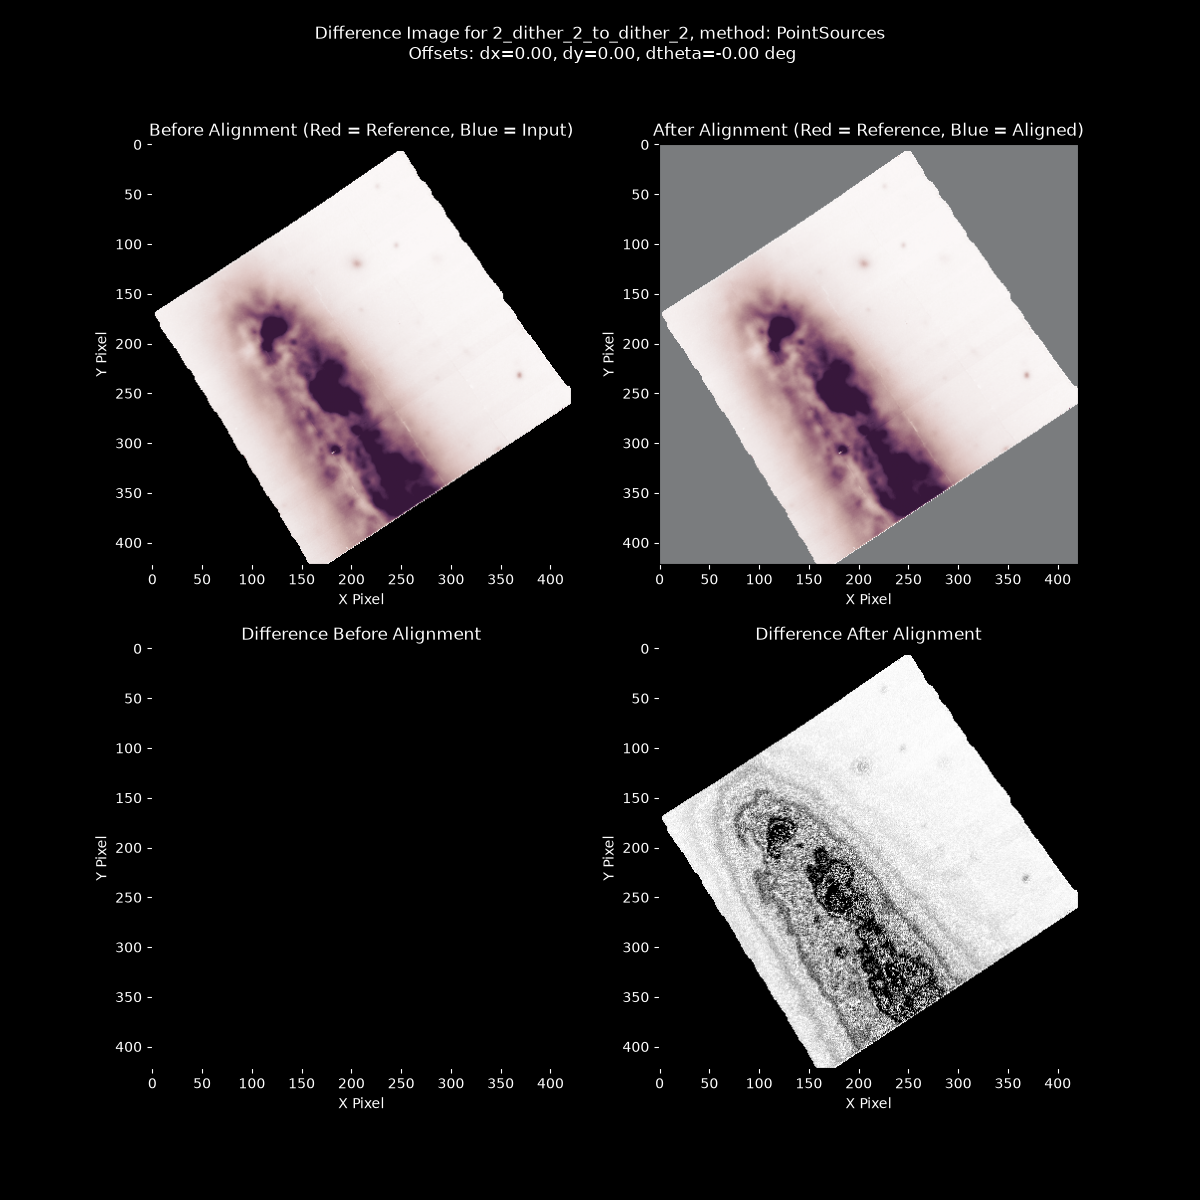 Difference Image for 2_dither_2_to_dither_2, method: PointSources
Offsets: dx=0.00, dy=0.00, dtheta=-0.00 deg
Before Alignment (Red = Reference, Blue = Input)
0
50
100
150
200
250
300
350
400
Y Pixel
0 50 100 150 200 250 300 350 400
X Pixel
After Alignment (Red = Reference, Blue = Aligned)
0
50
100
150
200
250
300
350
400
Y Pixel
0 50 100 150 200 250 300 350 400
X Pixel
Difference Before Alignment
0
50
100
150
200
250
300
350
400
Y Pixel
0 50 100 150 200 250 300 350 400
X Pixel
Difference After Alignment
0
50
100
150
200
250
300
350
400
Y Pixel
0 50 100 150 200 250 300 350 400
X Pixel